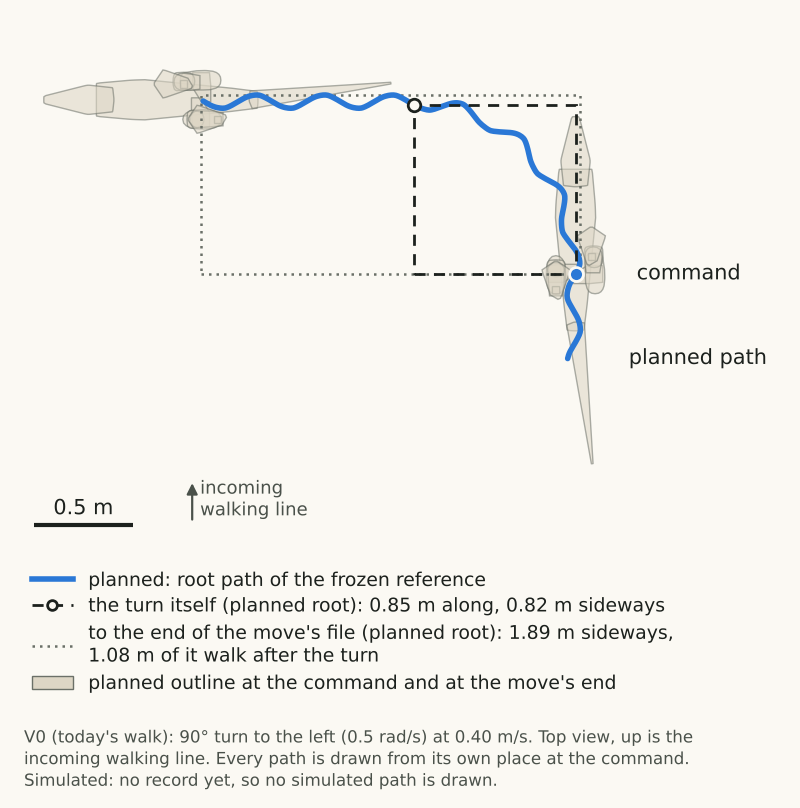 command
planned path
0.5 m
incoming
walking line
planned: root path of the frozen reference
the turn itself (planned root): 0.85 m along, 0.82 m sideways
to the end of the move's file (planned root): 1.89 m sideways,
1.08 m of it walk after the turn
planned outline at the command and at the move's end
V0 (today's walk): 90° turn to the left (0.5 rad/s) at 0.40 m/s. Top view, up is the
incoming walking line. Every path is drawn from its own place at the command.
Simulated: no record yet, so no simulated path is drawn.